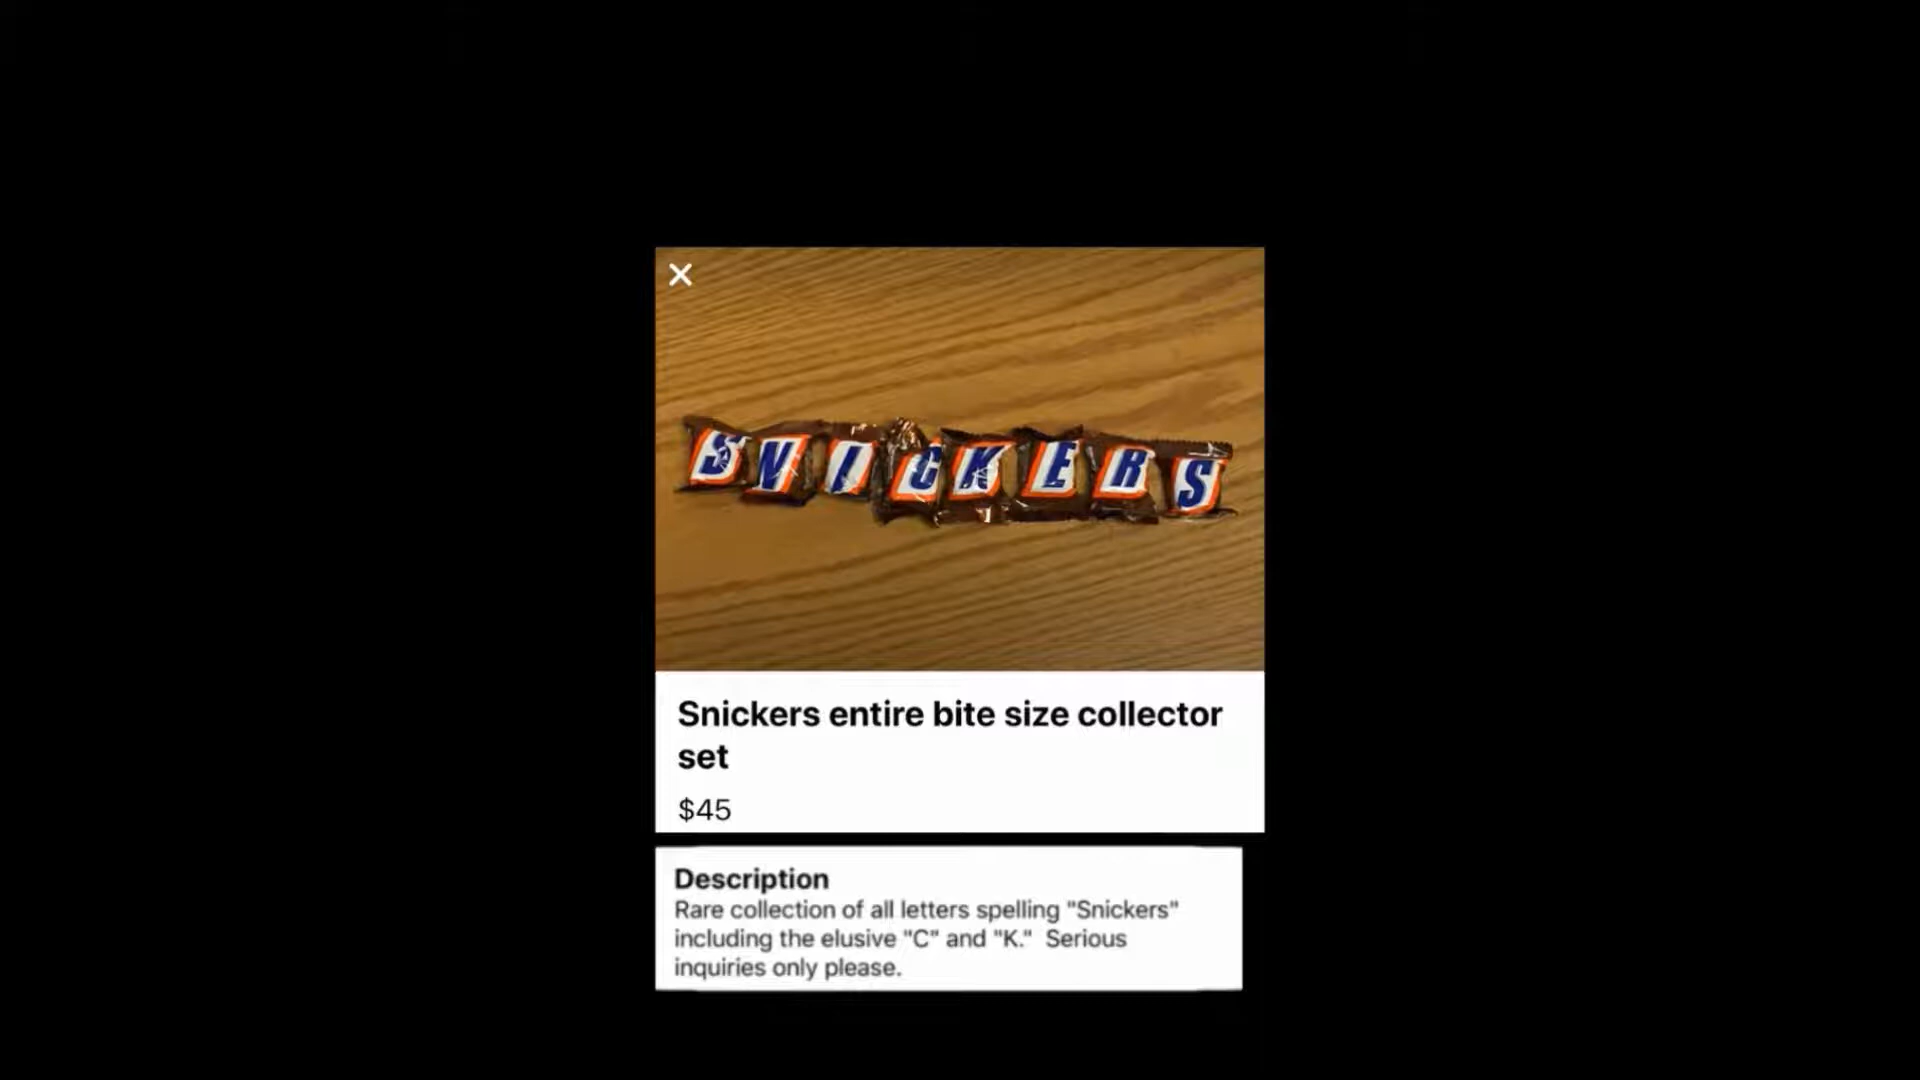 SNICKERS
Snickers entire bite size collector
set
$45
Description
Rare collection of all letters spelling "Snickers"
including the elusive "C" and "K."  Serious
inquiries only please.